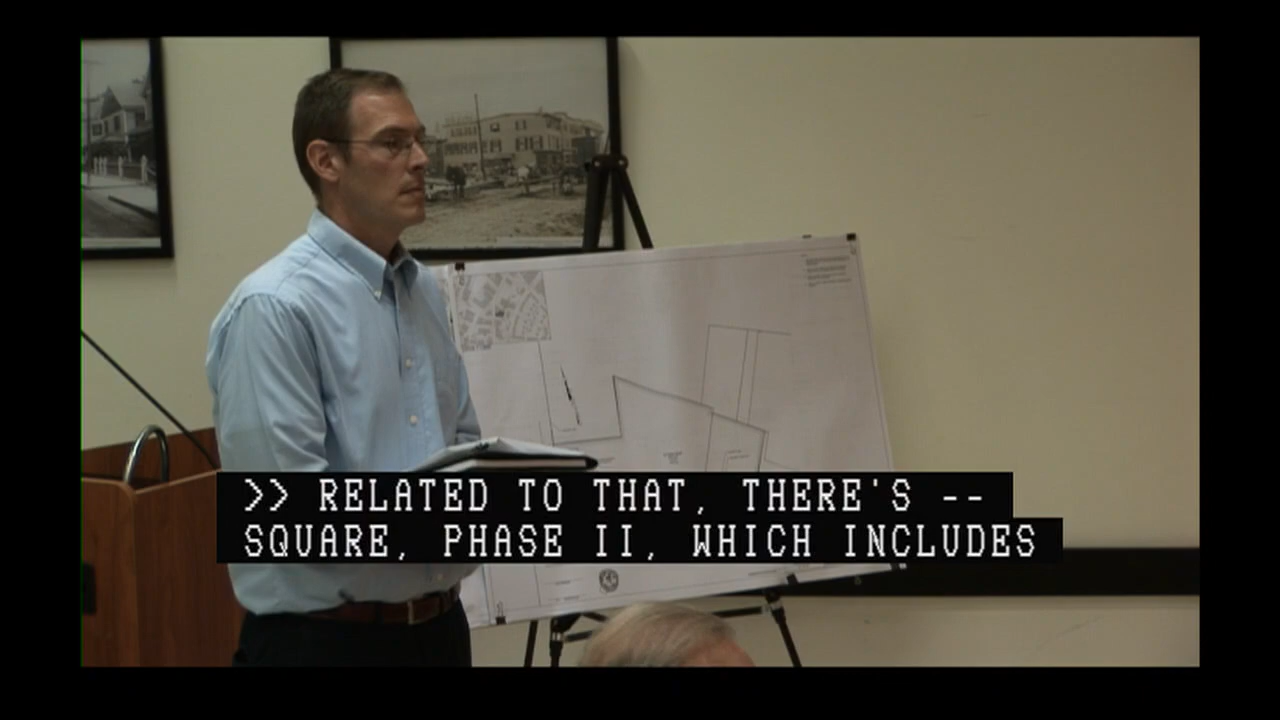 >> RELATED TO THAT, THERE'S --
SQUARE, PHASE II, WHICH INCLUDES